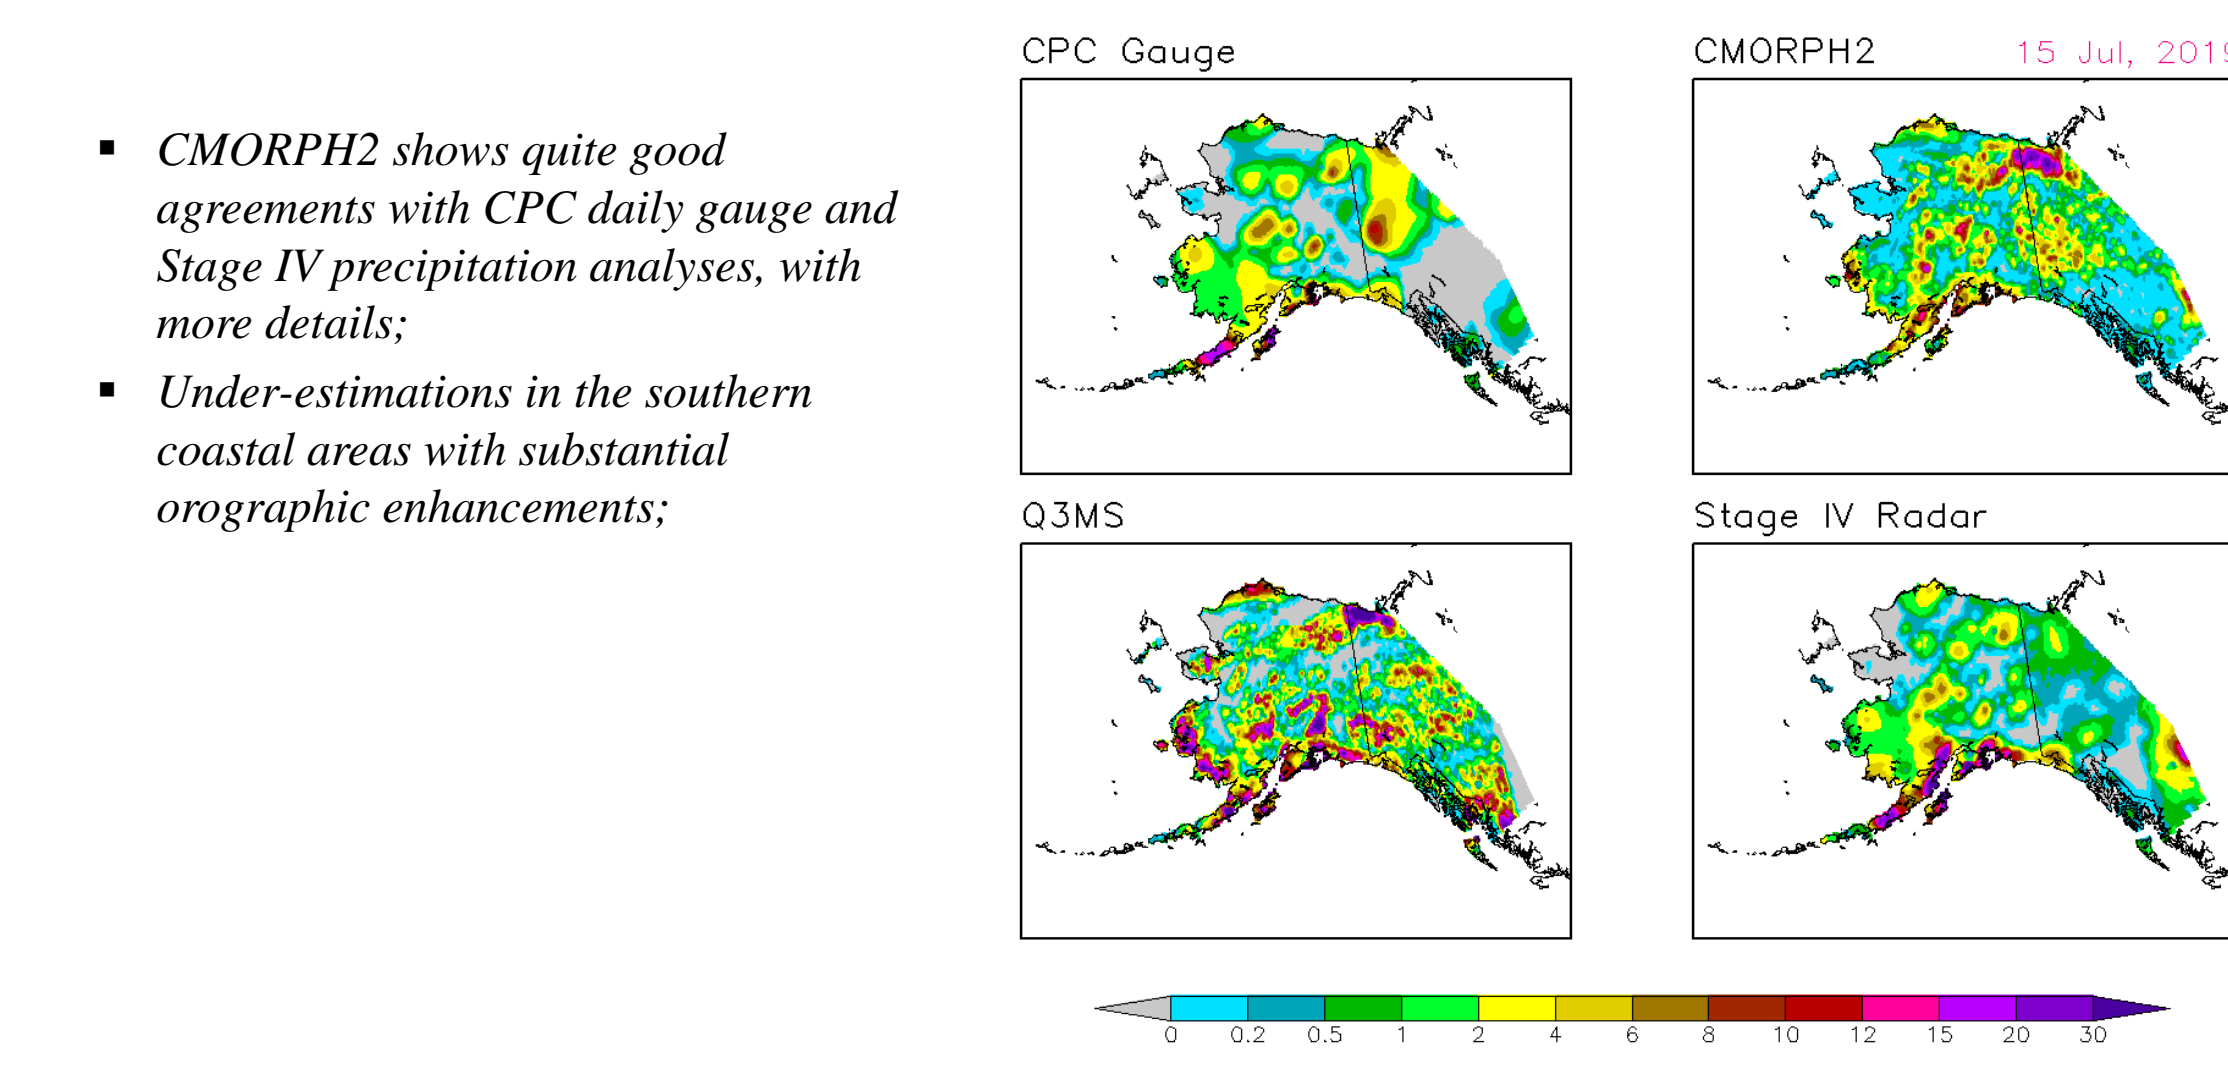 ▪ CMORPH2 shows quite good
agreements with CPC daily gauge and
Stage IV precipitation analyses, with
more details;
▪ Under-estimations in the southern
coastal areas with substantial
orographic enhancements;
CPC Gauge
CMORPH2 15 Jul, 2019
Q3MS
Stage IV Radar
0 0.2 0.5 1 2 4 6 8 10 12 15 20 30